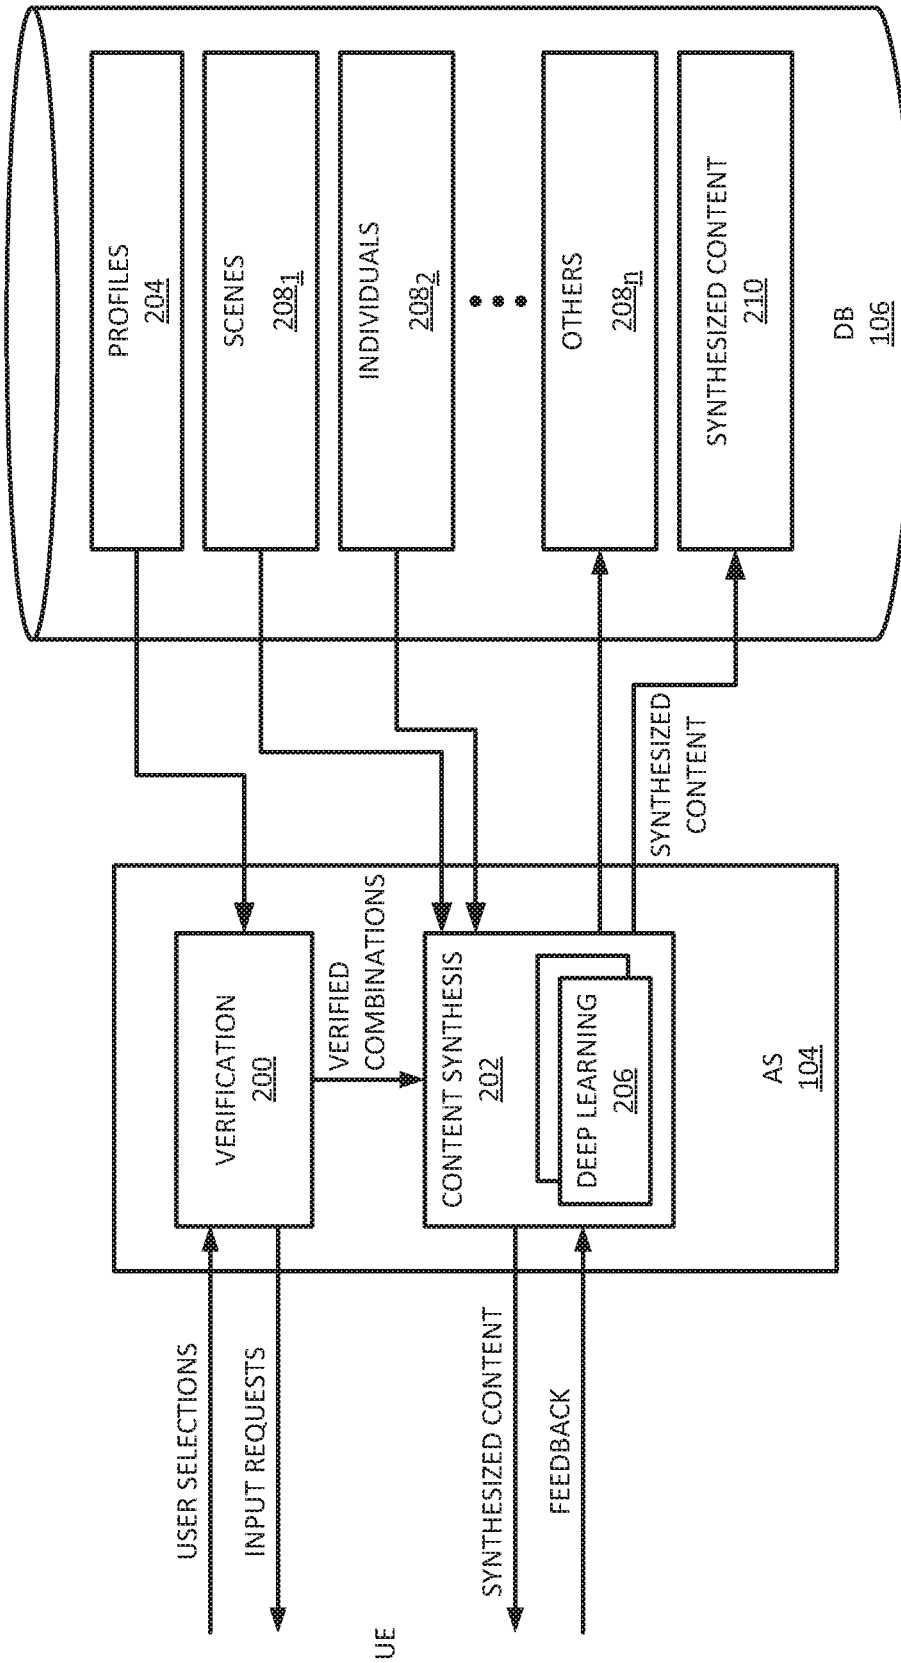 USER SELECTIONS
INPUT REQUESTS
UE
SYNTHESIZED CONTENT
FEEDBACK
VERIFICATION
200
VERIFIED
COMBINATIONS
CONTENT SYNTHESIS
202
DEEP LEARNING
206
AS
104
SYNTHESIZED
CONTENT
PROFILES
204
SCENES
208₁
INDIVIDUALS
208₂
OTHERS
208ₙ
SYNTHESIZED CONTENT
210
DB
106